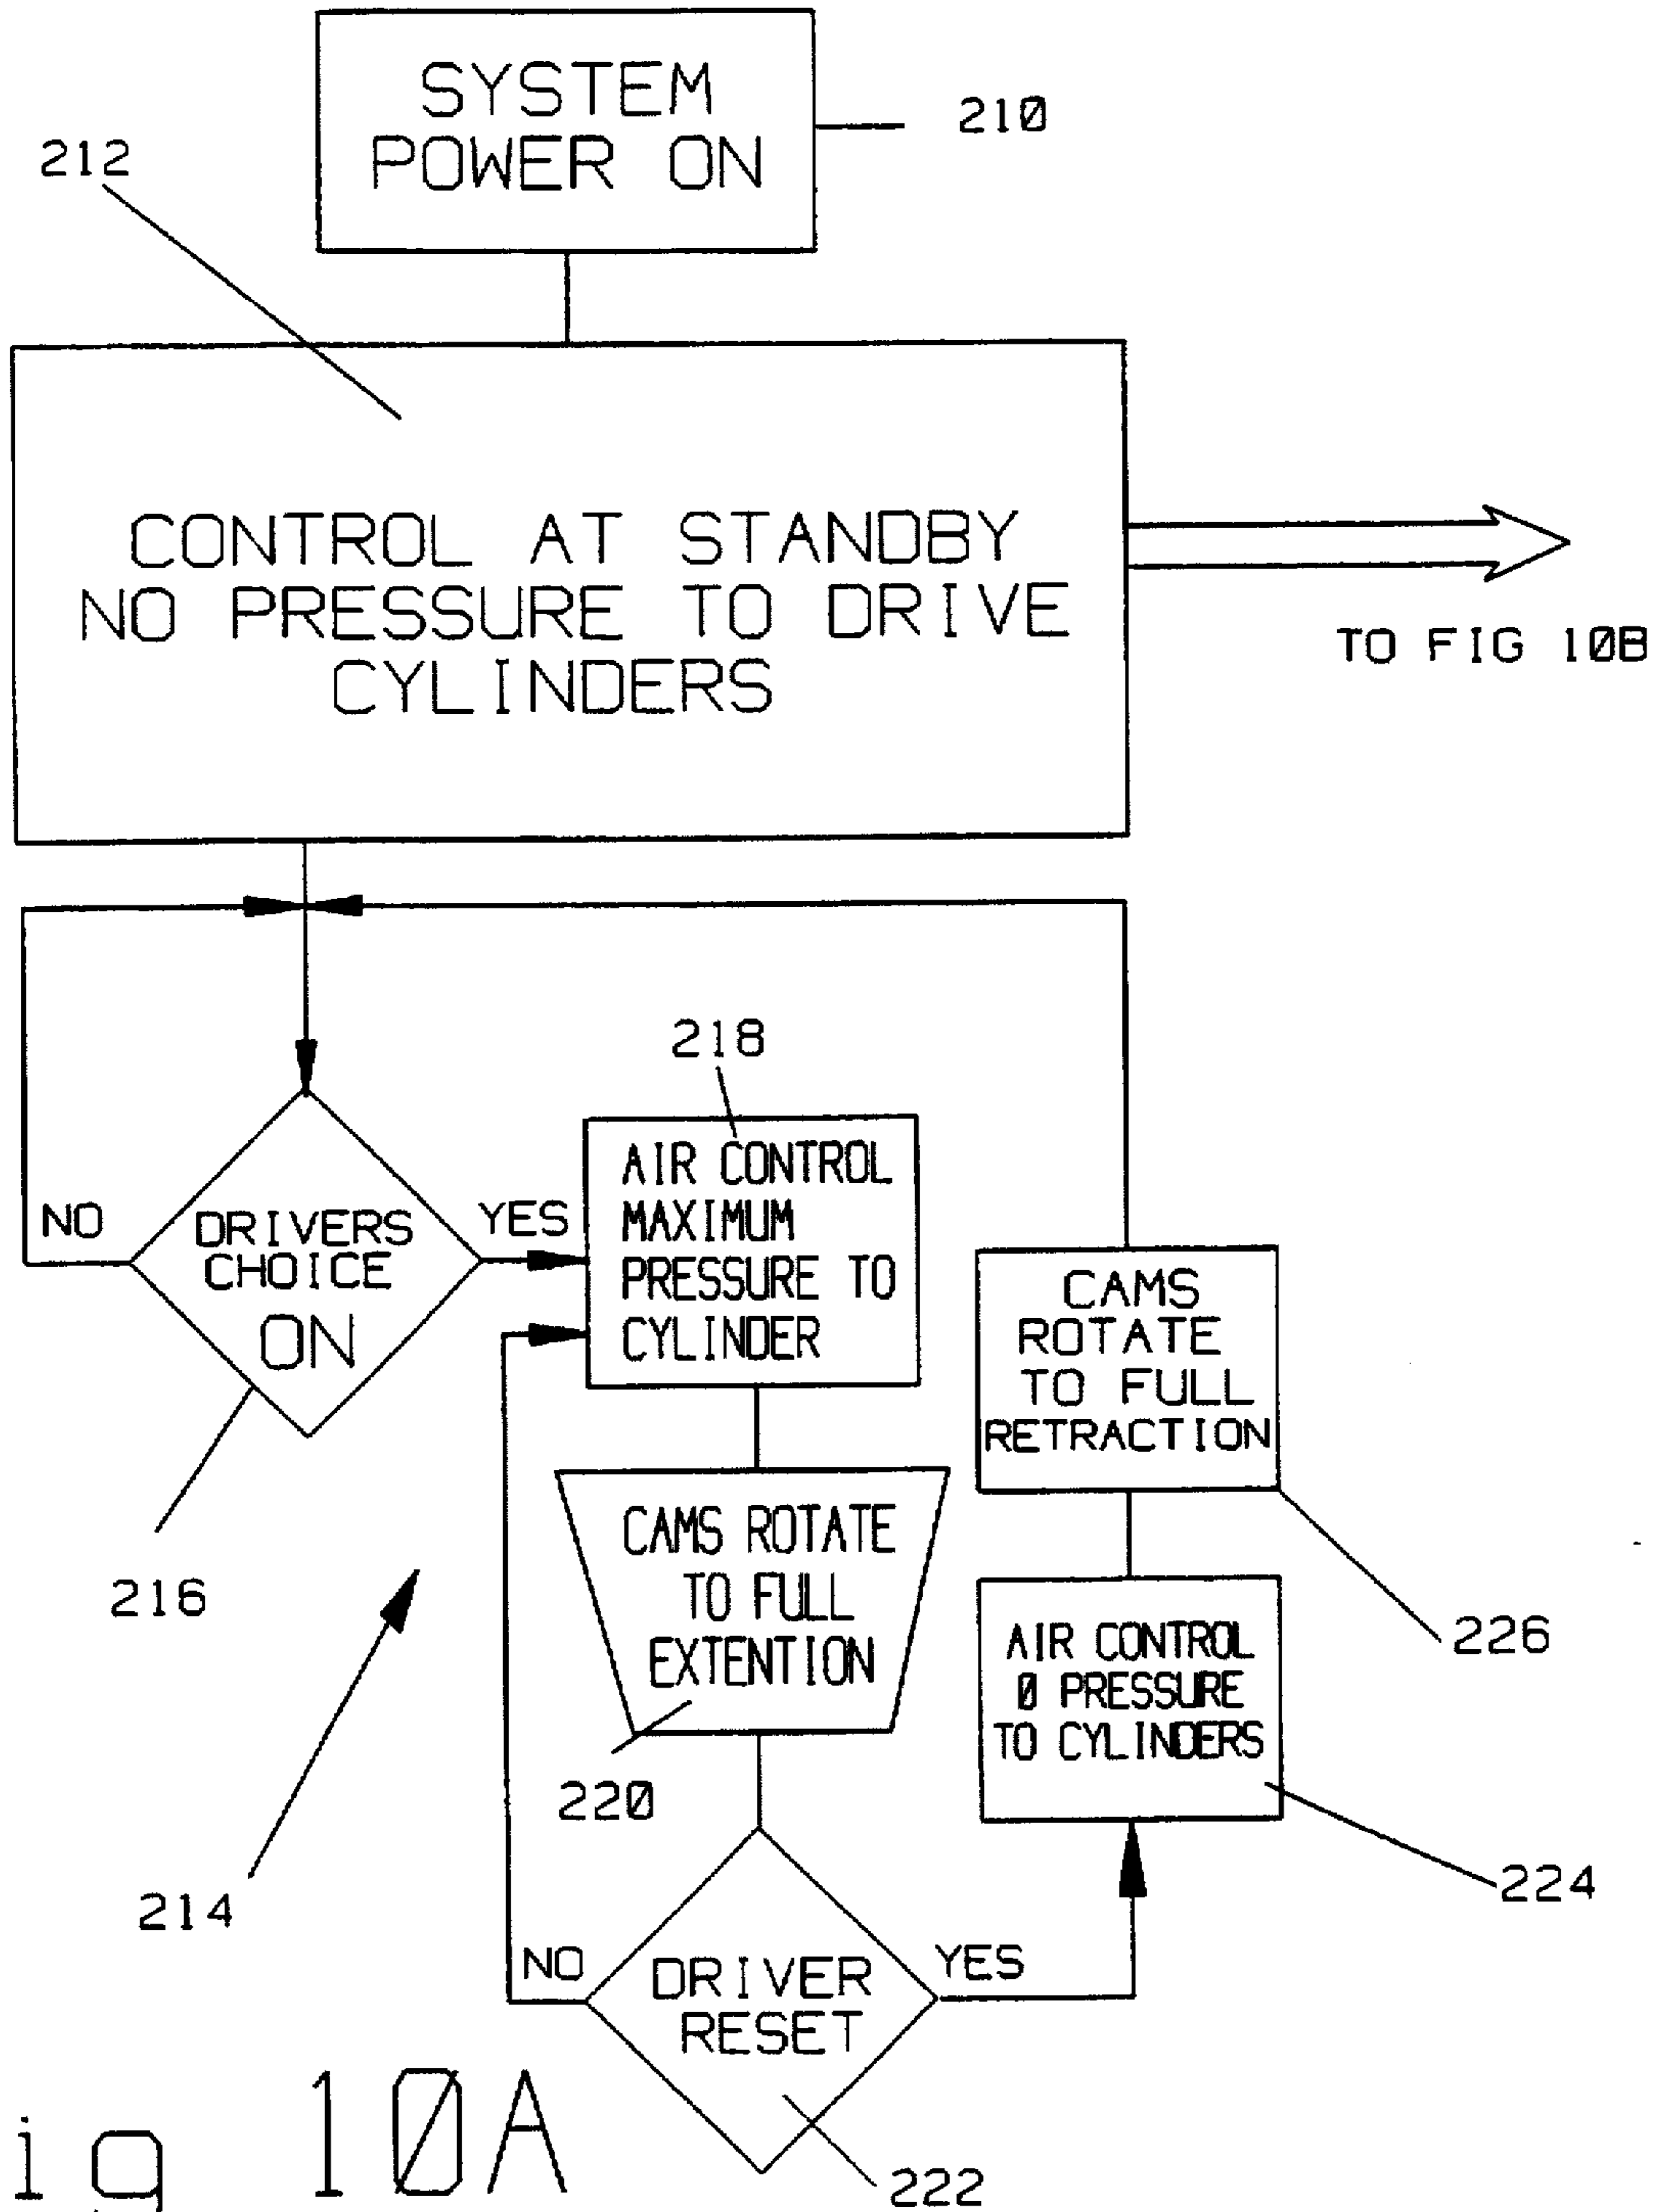 SYSTEM
POWER ON
210
212
CONTROL AT STANDBY
NO PRESSURE TO DRIVE
CYLINDERS
TO FIG 10B
218
NO
DRIVERS
CHOICE
ON
YES
AIR CONTROL
MAXIMUM
PRESSURE TO
CYLINDER
CAMS
ROTATE
TO FULL
RETRACTION
216
CAMS ROTATE
TO FULL
EXTENTION
220
226
AIR CONTROL
0 PRESSURE
TO CYLINDERS
224
214
NO
DRIVER
RESET
YES
222
ig 10A